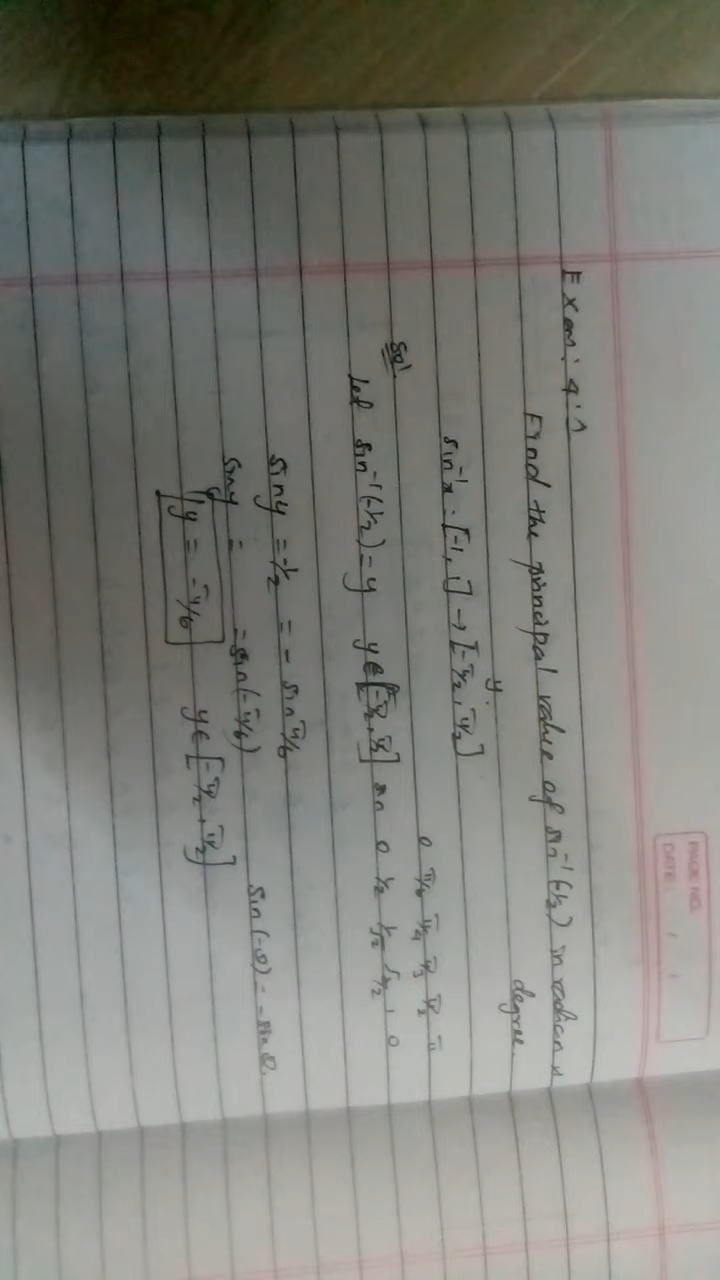 PAGE NO.
DATE: / /
Exam: 4.1
Find the principal value of sin⁻¹(-1/2) in radian &
degree.
y.
sin⁻¹x : [-1, 1] → [-π/2, π/2]
0 π/6 π/4 π/3 π/2 π
Sol.
Let sin⁻¹(-1/2) = y y∈[-π/2, π/2] sin 0 1/2 1/√2 √3/2 1 0
sin y = -1/2 = - sin π/6
sin y = = sin(-π/6) sin(-θ) = - sin θ.
y = -π/6 y∈[-π/2, π/2]